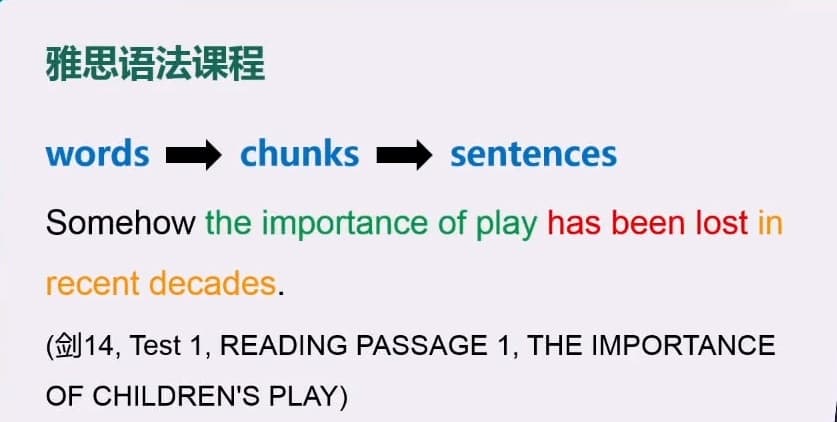 雅思语法课程
words ➡ chunks ➡ sentences
Somehow the importance of play has been lost in
recent decades.
(剑14, Test 1, READING PASSAGE 1, THE IMPORTANCE
OF CHILDREN'S PLAY)